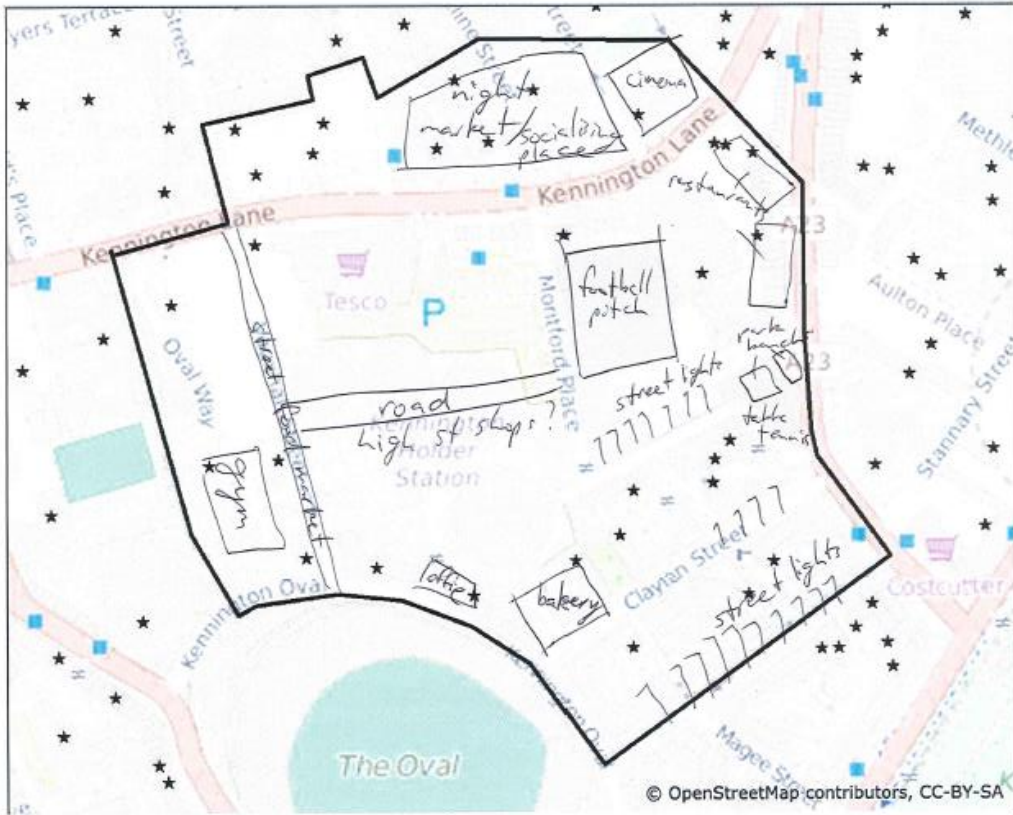 yers Terrace
Street
night
market/socialising
places
cinema
Kennington Lane
restaurants
Methle
Kennington Lane
A23
Tesco
P
Montford Place
football
pitch
Aulton Place
Oval Way
street
food market
park
bench
A23
table
tennis
street lights
road
high st shops?
Kennington
Holder
Station
Stannary Street
gym
Clayland Street
street lights
Costcutter
Kennington Oval
office
bakery
The Oval
Magee Street
© OpenStreetMap contributors, CC-BY-SA